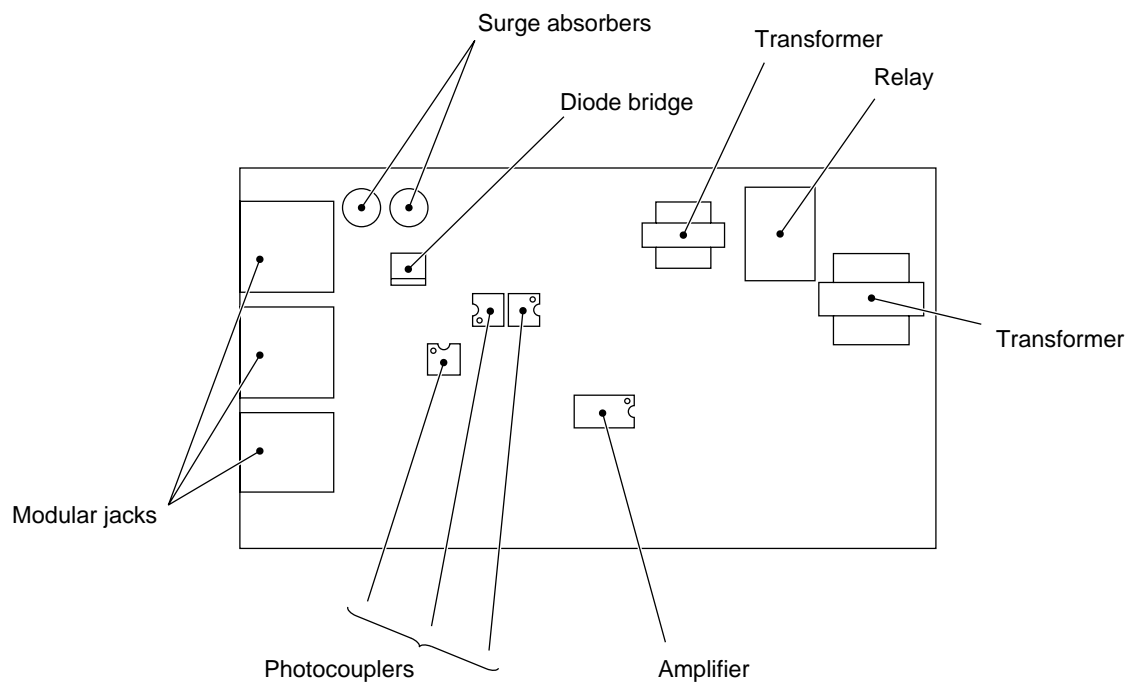 Surge absorbers
Transformer
Relay
Diode bridge
Transformer
Modular jacks
Photocouplers
Amplifier